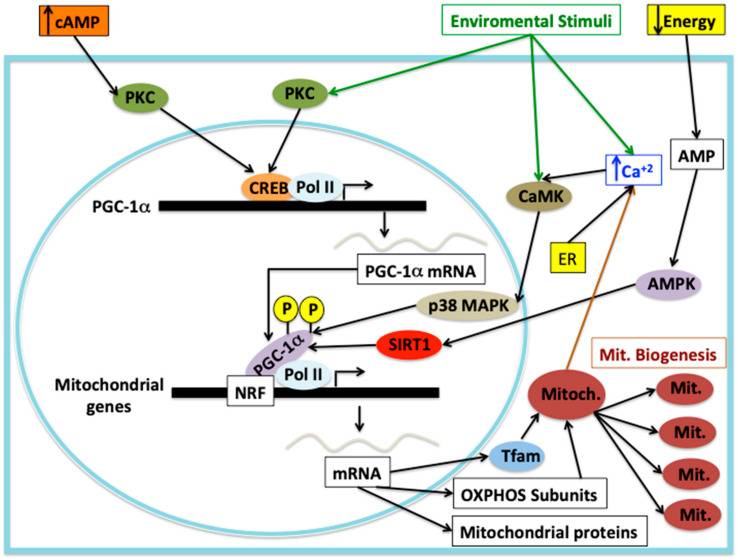 cAMP
Enviromental Stimuli
Energy
PKC
PKC
AMP
CREB
Pol II
Ca+2
CaMK
PGC-1α
ER
PGC-1α mRNA
AMPK
p38 MAPK
P
P
SIRT1
PGC-1α
Pol II
Mit. Biogenesis
Mitochondrial
genes
NRF
Mitoch.
Mit.
Mit.
Mit.
Mit.
Tfam
mRNA
OXPHOS Subunits
Mitochondrial proteins